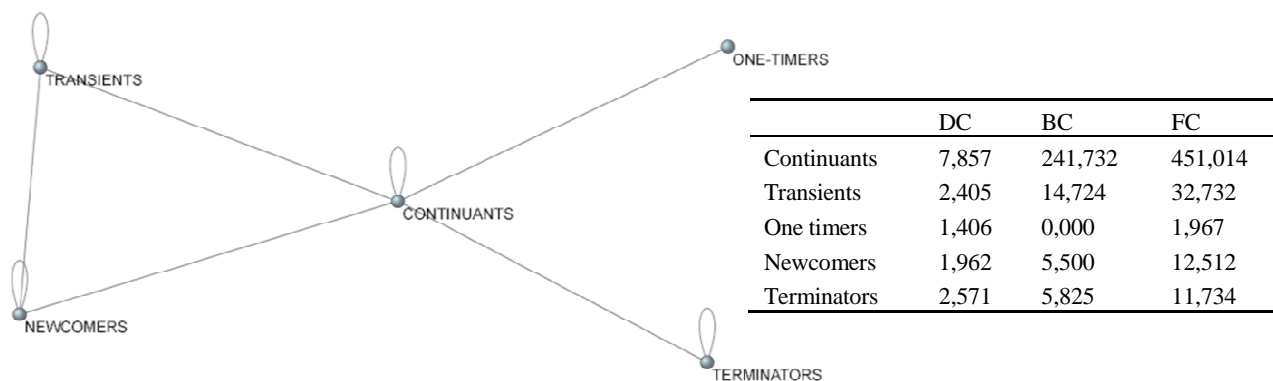 TRANSIENTS
ONE-TIMERS
CONTINUANTS
NEWCOMERS
TERMINATORS
DC BC FC
Continuants 7,857 241,732 451,014
Transients 2,405 14,724 32,732
One timers 1,406 0,000 1,967
Newcomers 1,962 5,500 12,512
Terminators 2,571 5,825 11,734